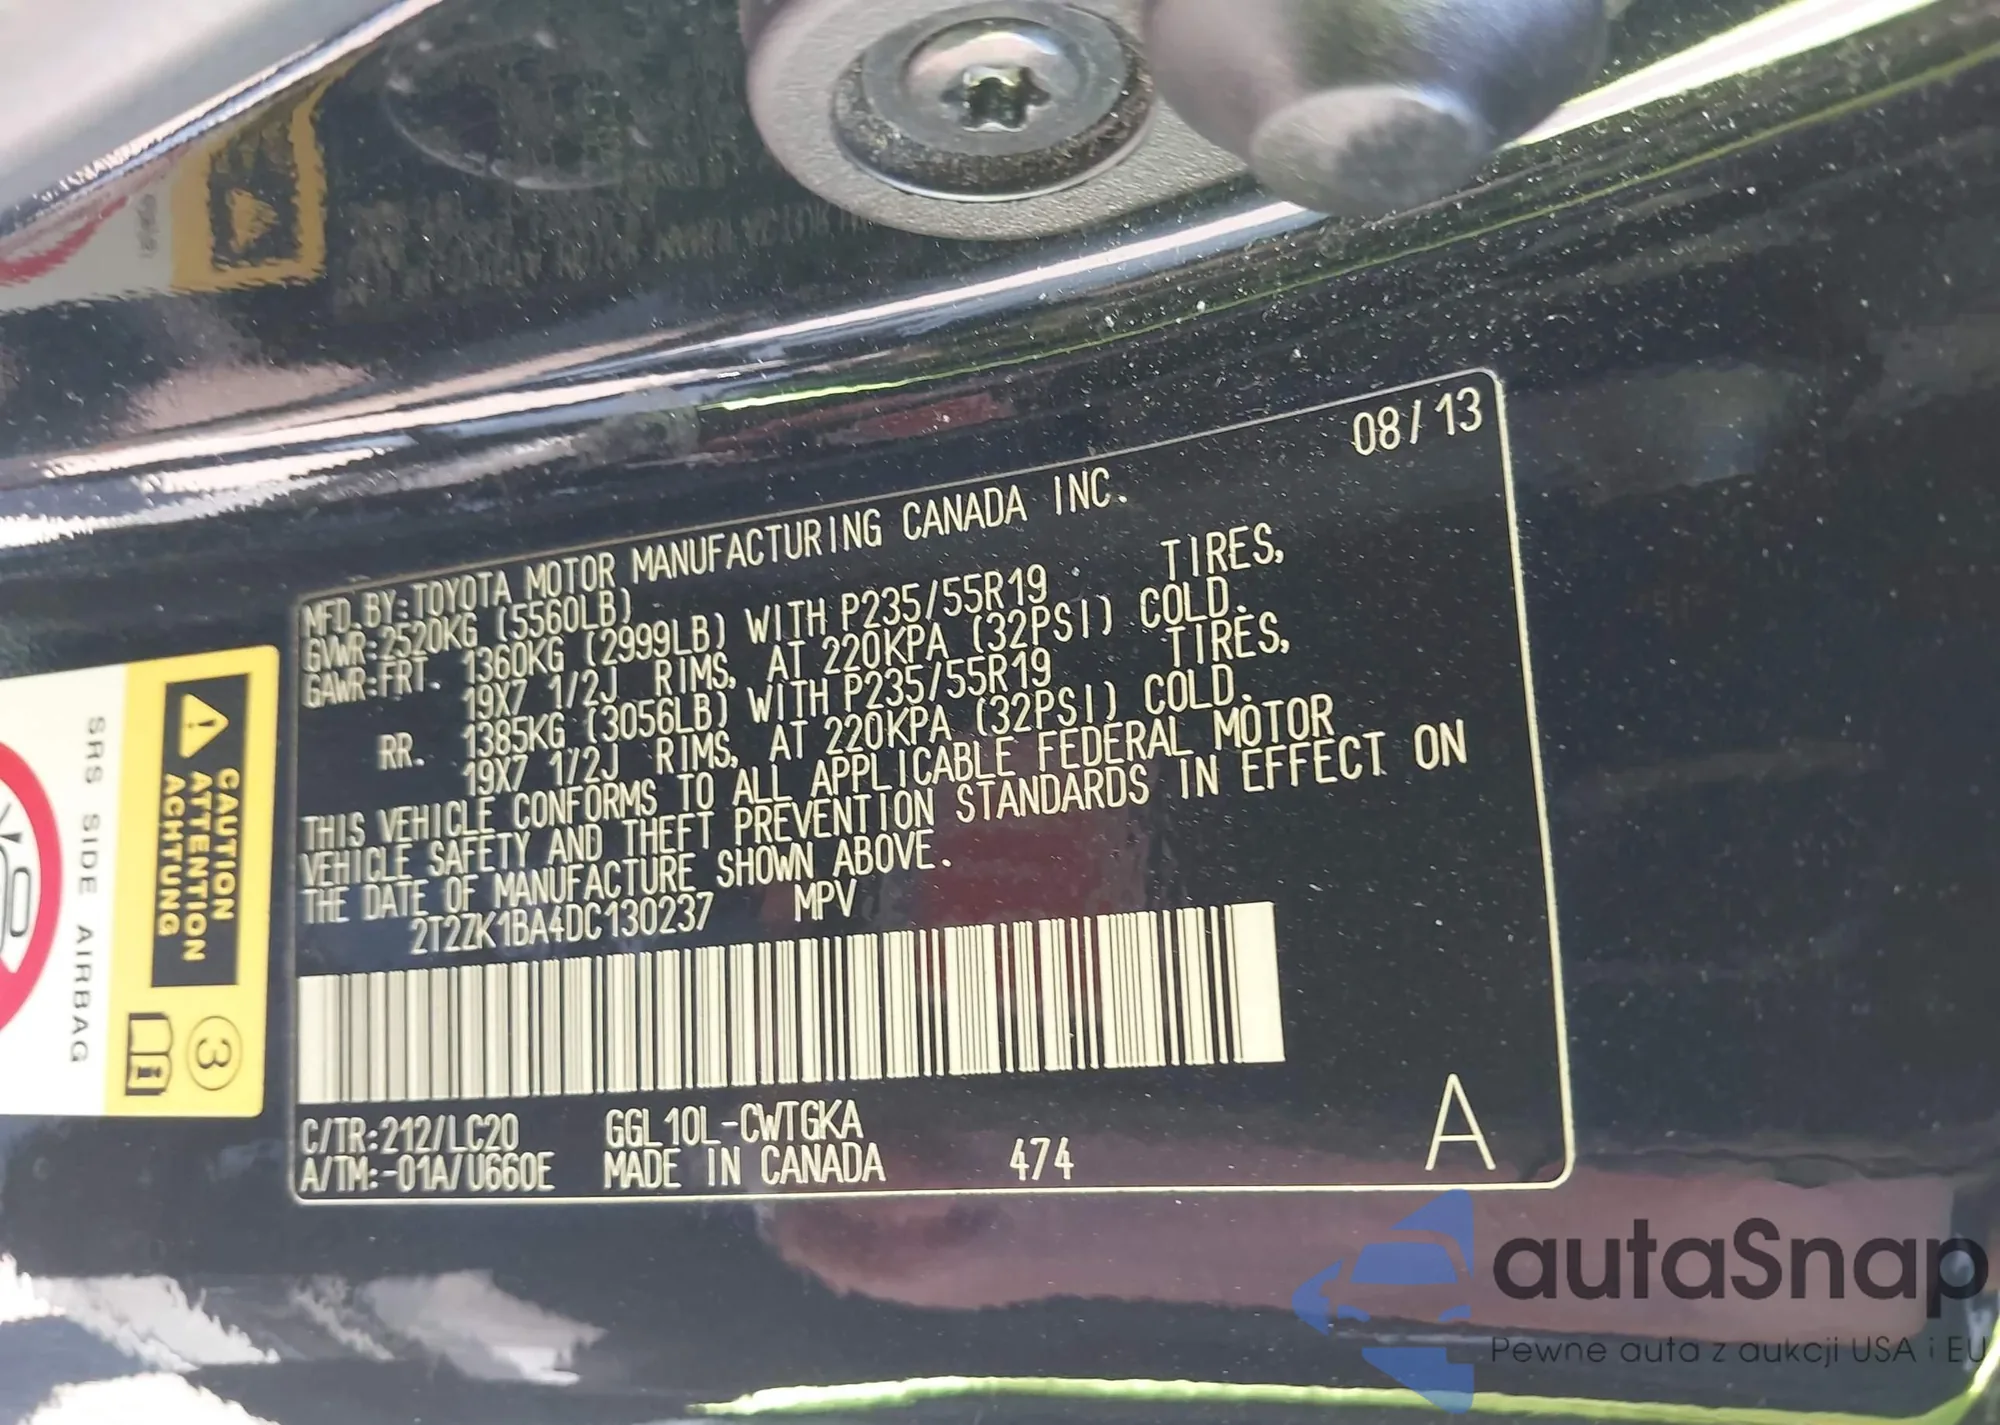 08/13
MFD.BY:TOYOTA MOTOR MANUFACTURING CANADA INC.
GVWR:2520KG (5560LB)
GAWR:FRT. 1360KG (2999LB) WITH P235/55R19 TIRES,
19X7 1/2J RIMS, AT 220KPA (32PSI) COLD.
RR. 1385KG (3056LB) WITH P235/55R19 TIRES,
19X7 1/2J RIMS, AT 220KPA (32PSI) COLD.
THIS VEHICLE CONFORMS TO ALL APPLICABLE FEDERAL MOTOR
VEHICLE SAFETY AND THEFT PREVENTION STANDARDS IN EFFECT ON
THE DATE OF MANUFACTURE SHOWN ABOVE.
2T2ZK1BA4DC130237 MPV
C/TR:212/LC20 GGL10L-CWTGKA
A/TM:-01A/U660E MADE IN CANADA 474
A
CAUTION
ATTENTION
ACHTUNG
3
SRS SIDE AIRBAG
autaSnap
Pewne auta z aukcji USA i EU